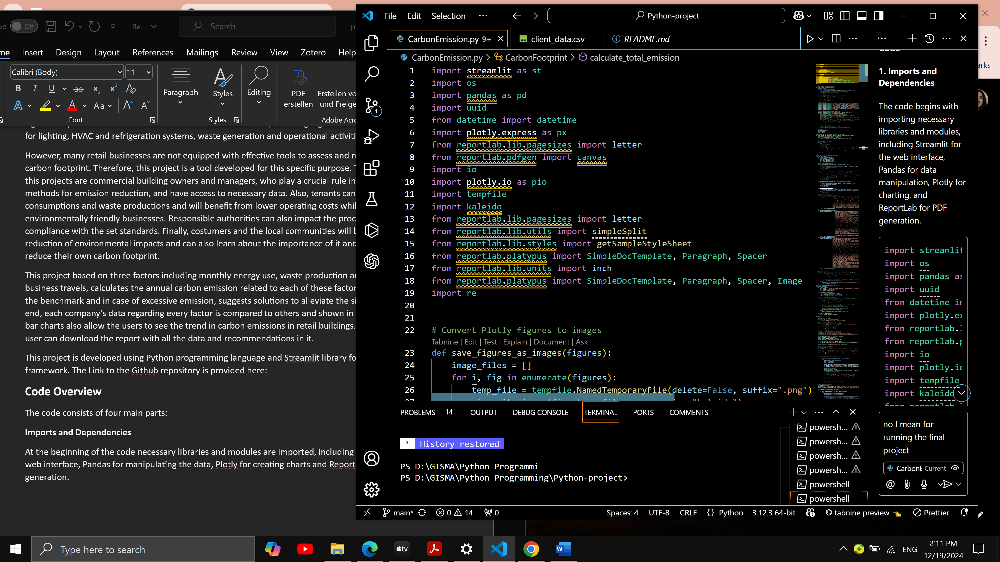 Off
Re...
Search
Insert
Design
Layout
References
Mailings
Review
View
Zotero
Help
Calibri (Body)
11
Paragraph
Styles
Editing
PDF
erstellen
Font
Styles
for lighting, HVAC and refrigeration systems, waste generation and operational
However, many retail businesses are not equipped with effective tools to assess and
carbon footprint. Therefore, this project is a tool developed for this specific purpose.
this projects are commercial building owners and managers, who play a crucial rule in
methods for emission reduction, and have access to necessary data. Also, tenants can
consumptions and waste productions and will benefit from lower operating costs
environmentally friendly businesses. Responsible authorities can also impact the
compliance with the set standards. Finally, costumers and the local communities will
reduction of environmental impacts and can also learn about the importance of it and
reduce their own carbon footprint.
This project based on three factors including monthly energy use, waste production
business travels, calculates the annual carbon emission related to each of these
the benchmark and in case of excessive emission, suggests solutions to alleviate the
end, each company’s data regarding every factor is compared to others and shown in
bar charts also allow the users to see the trend in carbon emissions in retail buildings.
user can download the report with all the data and recommendations in it.
This project is developed using Python programming language and Streamlit library
framework. The Link to the Github repository is provided here:
Code Overview
The code consists of four main parts:
Imports and Dependencies
At the beginning of the code necessary libraries and modules are imported, including
web interface, Pandas for manipulating the data, Plotly for creating charts and Report
generation.
File Edit Selection ···
Python-project
CarbonEmission.py 9+
client_data.csv
README.md
CarbonEmission.py > CarbonFootprint > calculate_total_emission
1 import streamlit as st
2 import os
3 import pandas as pd
4 import uuid
5 from datetime import datetime
6 import plotly.express as px
7 from reportlab.lib.pagesizes import letter
8 from reportlab.pdfgen import canvas
9 import io
10 import plotly.io as pio
11 import tempfile
12 import kaleido
13 from reportlab.lib.pagesizes import letter
14 from reportlab.lib.utils import simpleSplit
15 from reportlab.lib.styles import getSampleStyleSheet
16 from reportlab.platypus import SimpleDocTemplate, Paragraph, Spacer
17 from reportlab.lib.units import inch
18 from reportlab.platypus import SimpleDocTemplate, Paragraph, Spacer, Image
19 import re
20
21
22 # Convert Plotly figures to images
Tabnine | Edit | Test | Explain | Document | Ask
23 def save_figures_as_images(figures):
24 image_files = []
25 for i, fig in enumerate(figures):
26 temp_file = tempfile.NamedTemporaryFile(delete=False, suffix=".png")
PROBLEMS 14 OUTPUT DEBUG CONSOLE TERMINAL PORTS COMMENTS
* History restored
PS D:\GISMA\Python Programmi
PS D:\GISMA\Python Programming\Python-project>
powersh...
powersh...
powersh...
powersh...
powershell
powershell
1. Imports and
Dependencies
The code begins with
importing necessary
libraries and modules,
including Streamlit for
the web interface,
Pandas for data
manipulation, Plotly for
charting, and
ReportLab for PDF
generation.
import streamlit
import os
import pandas as
import uuid
from datetime
import
from
from
import io
import
import tempfile
import kaleido
no I mean for
running the final
project
Current
main* 0 14 0
Spaces: 4 UTF-8 CRLF {} Python 3.12.3 64-bit tabnine preview Prettier
Type here to search
tv
ENG
2:11 PM
12/19/2024